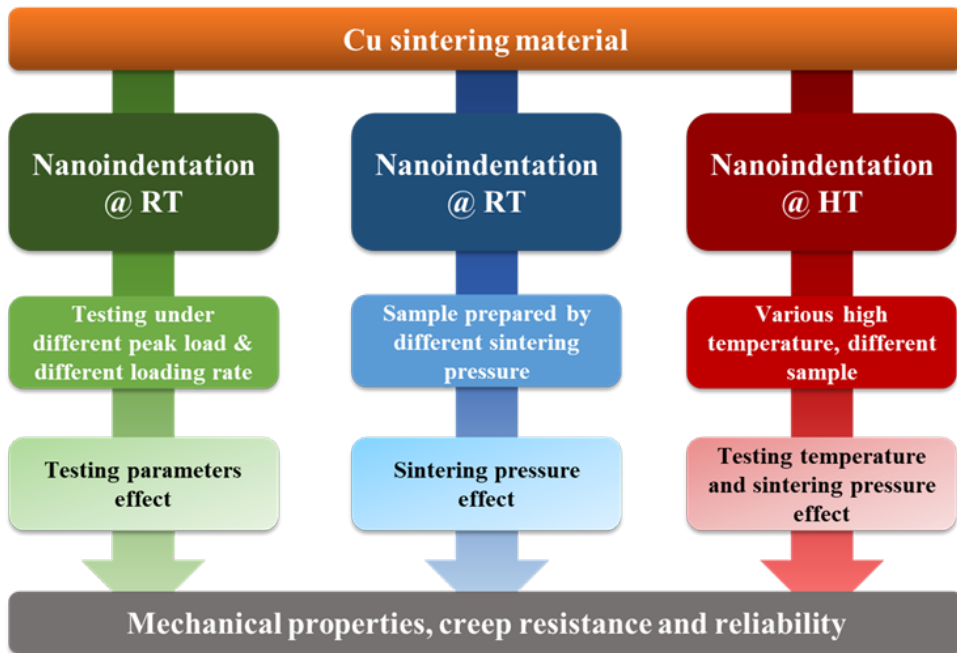 Cu sintering material
Nanoindentation
@ RT
Testing under
different peak load &
different loading rate
Testing parameters
effect
Nanoindentation
@ RT
Sample prepared by
different sintering
pressure
Sintering pressure
effect
Nanoindentation
@ HT
Various high
temperature, different
sample
Testing temperature
and sintering pressure
effect
Mechanical properties, creep resistance and reliability